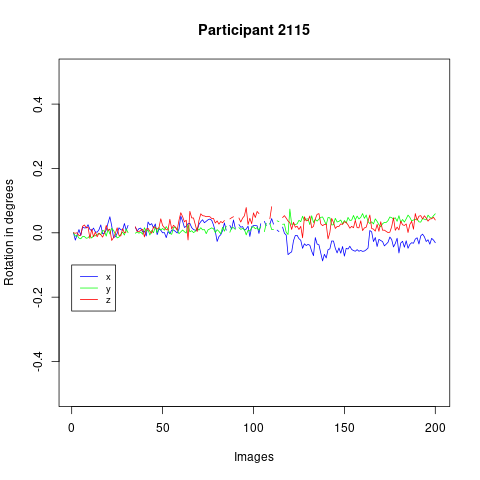 Participant 2115
Rotation in degrees
0.4
0.2
0.0
-0.2
-0.4
x
y
z
0 50 100 150 200
Images